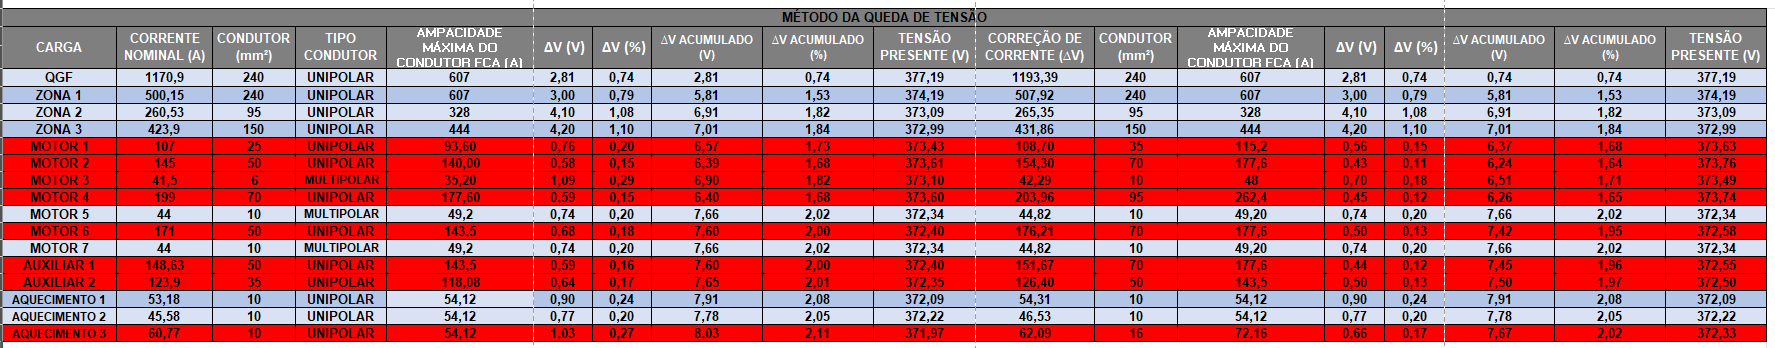 MÉTODO DA QUEDA DE TENSÃO
CARGA CORRENTE NOMINAL (A) CONDUTOR (mm²) TIPO CONDUTOR AMPACIDADE MÁXIMA DO CONDUTOR FCA (A) ΔV (V) ΔV (%) ΔV ACUMULADO (V) ΔV ACUMULADO (%) TENSÃO PRESENTE (V) CORREÇÃO DE CORRENTE (ΔV) CONDUTOR (mm²) AMPACIDADE MÁXIMA DO CONDUTOR FCA (A) ΔV (V) ΔV (%) ΔV ACUMULADO (V) ΔV ACUMULADO (%) TENSÃO PRESENTE (V)
QGF 1170,9 240 UNIPOLAR 607 2,81 0,74 2,81 0,74 377,19 1193,39 240 607 2,81 0,74 0,74 0,74 377,19
ZONA 1 500,15 240 UNIPOLAR 607 3,00 0,79 5,81 1,53 374,19 507,92 240 607 3,00 0,79 5,81 1,53 374,19
ZONA 2 260,53 95 UNIPOLAR 328 4,10 1,08 6,91 1,82 373,09 265,35 95 328 4,10 1,08 6,91 1,82 373,09
ZONA 3 423,9 150 UNIPOLAR 444 4,20 1,10 7,01 1,84 372,99 431,86 150 444 4,20 1,10 7,01 1,84 372,99
MOTOR 1 107 25 UNIPOLAR 93,60 0,76 0,20 6,57 1,73 373,43 108,70 35 115,2 0,56 0,15 6,37 1,68 373,63
MOTOR 2 145 50 UNIPOLAR 140,00 0,58 0,15 6,39 1,68 373,61 154,30 70 177,6 0,43 0,11 6,24 1,64 373,76
MOTOR 3 41,5 6 MULTIPOLAR 35,20 1,09 0,29 6,90 1,82 373,10 42,29 10 48 0,70 0,18 6,51 1,71 373,49
MOTOR 4 199 70 UNIPOLAR 177,60 0,59 0,15 6,40 1,68 373,60 203,96 95 262,4 0,45 0,12 6,26 1,65 373,74
MOTOR 5 44 10 MULTIPOLAR 49,2 0,74 0,20 7,66 2,02 372,34 44,82 10 49,20 0,74 0,20 7,66 2,02 372,34
MOTOR 6 171 50 UNIPOLAR 143,5 0,68 0,18 7,60 2,00 372,40 176,21 70 177,6 0,50 0,13 7,42 1,95 372,58
MOTOR 7 44 10 MULTIPOLAR 49,2 0,74 0,20 7,66 2,02 372,34 44,82 10 49,20 0,74 0,20 7,66 2,02 372,34
AUXILIAR 1 148,63 50 UNIPOLAR 143,5 0,59 0,16 7,60 2,00 372,40 151,67 70 177,6 0,44 0,12 7,45 1,96 372,55
AUXILIAR 2 123,9 35 UNIPOLAR 118,08 0,64 0,17 7,65 2,01 372,35 126,40 50 143,5 0,50 0,13 7,50 1,97 372,50
AQUECIMENTO 1 53,18 10 UNIPOLAR 54,12 0,90 0,24 7,91 2,08 372,09 54,31 10 54,12 0,90 0,24 7,91 2,08 372,09
AQUECIMENTO 2 45,58 10 UNIPOLAR 54,12 0,77 0,20 7,78 2,05 372,22 46,53 10 54,12 0,77 0,20 7,78 2,05 372,22
AQUECIMENTO 3 60,77 10 UNIPOLAR 54,12 1,03 0,27 8,03 2,11 371,97 62,09 16 72,16 0,66 0,17 7,67 2,02 372,33